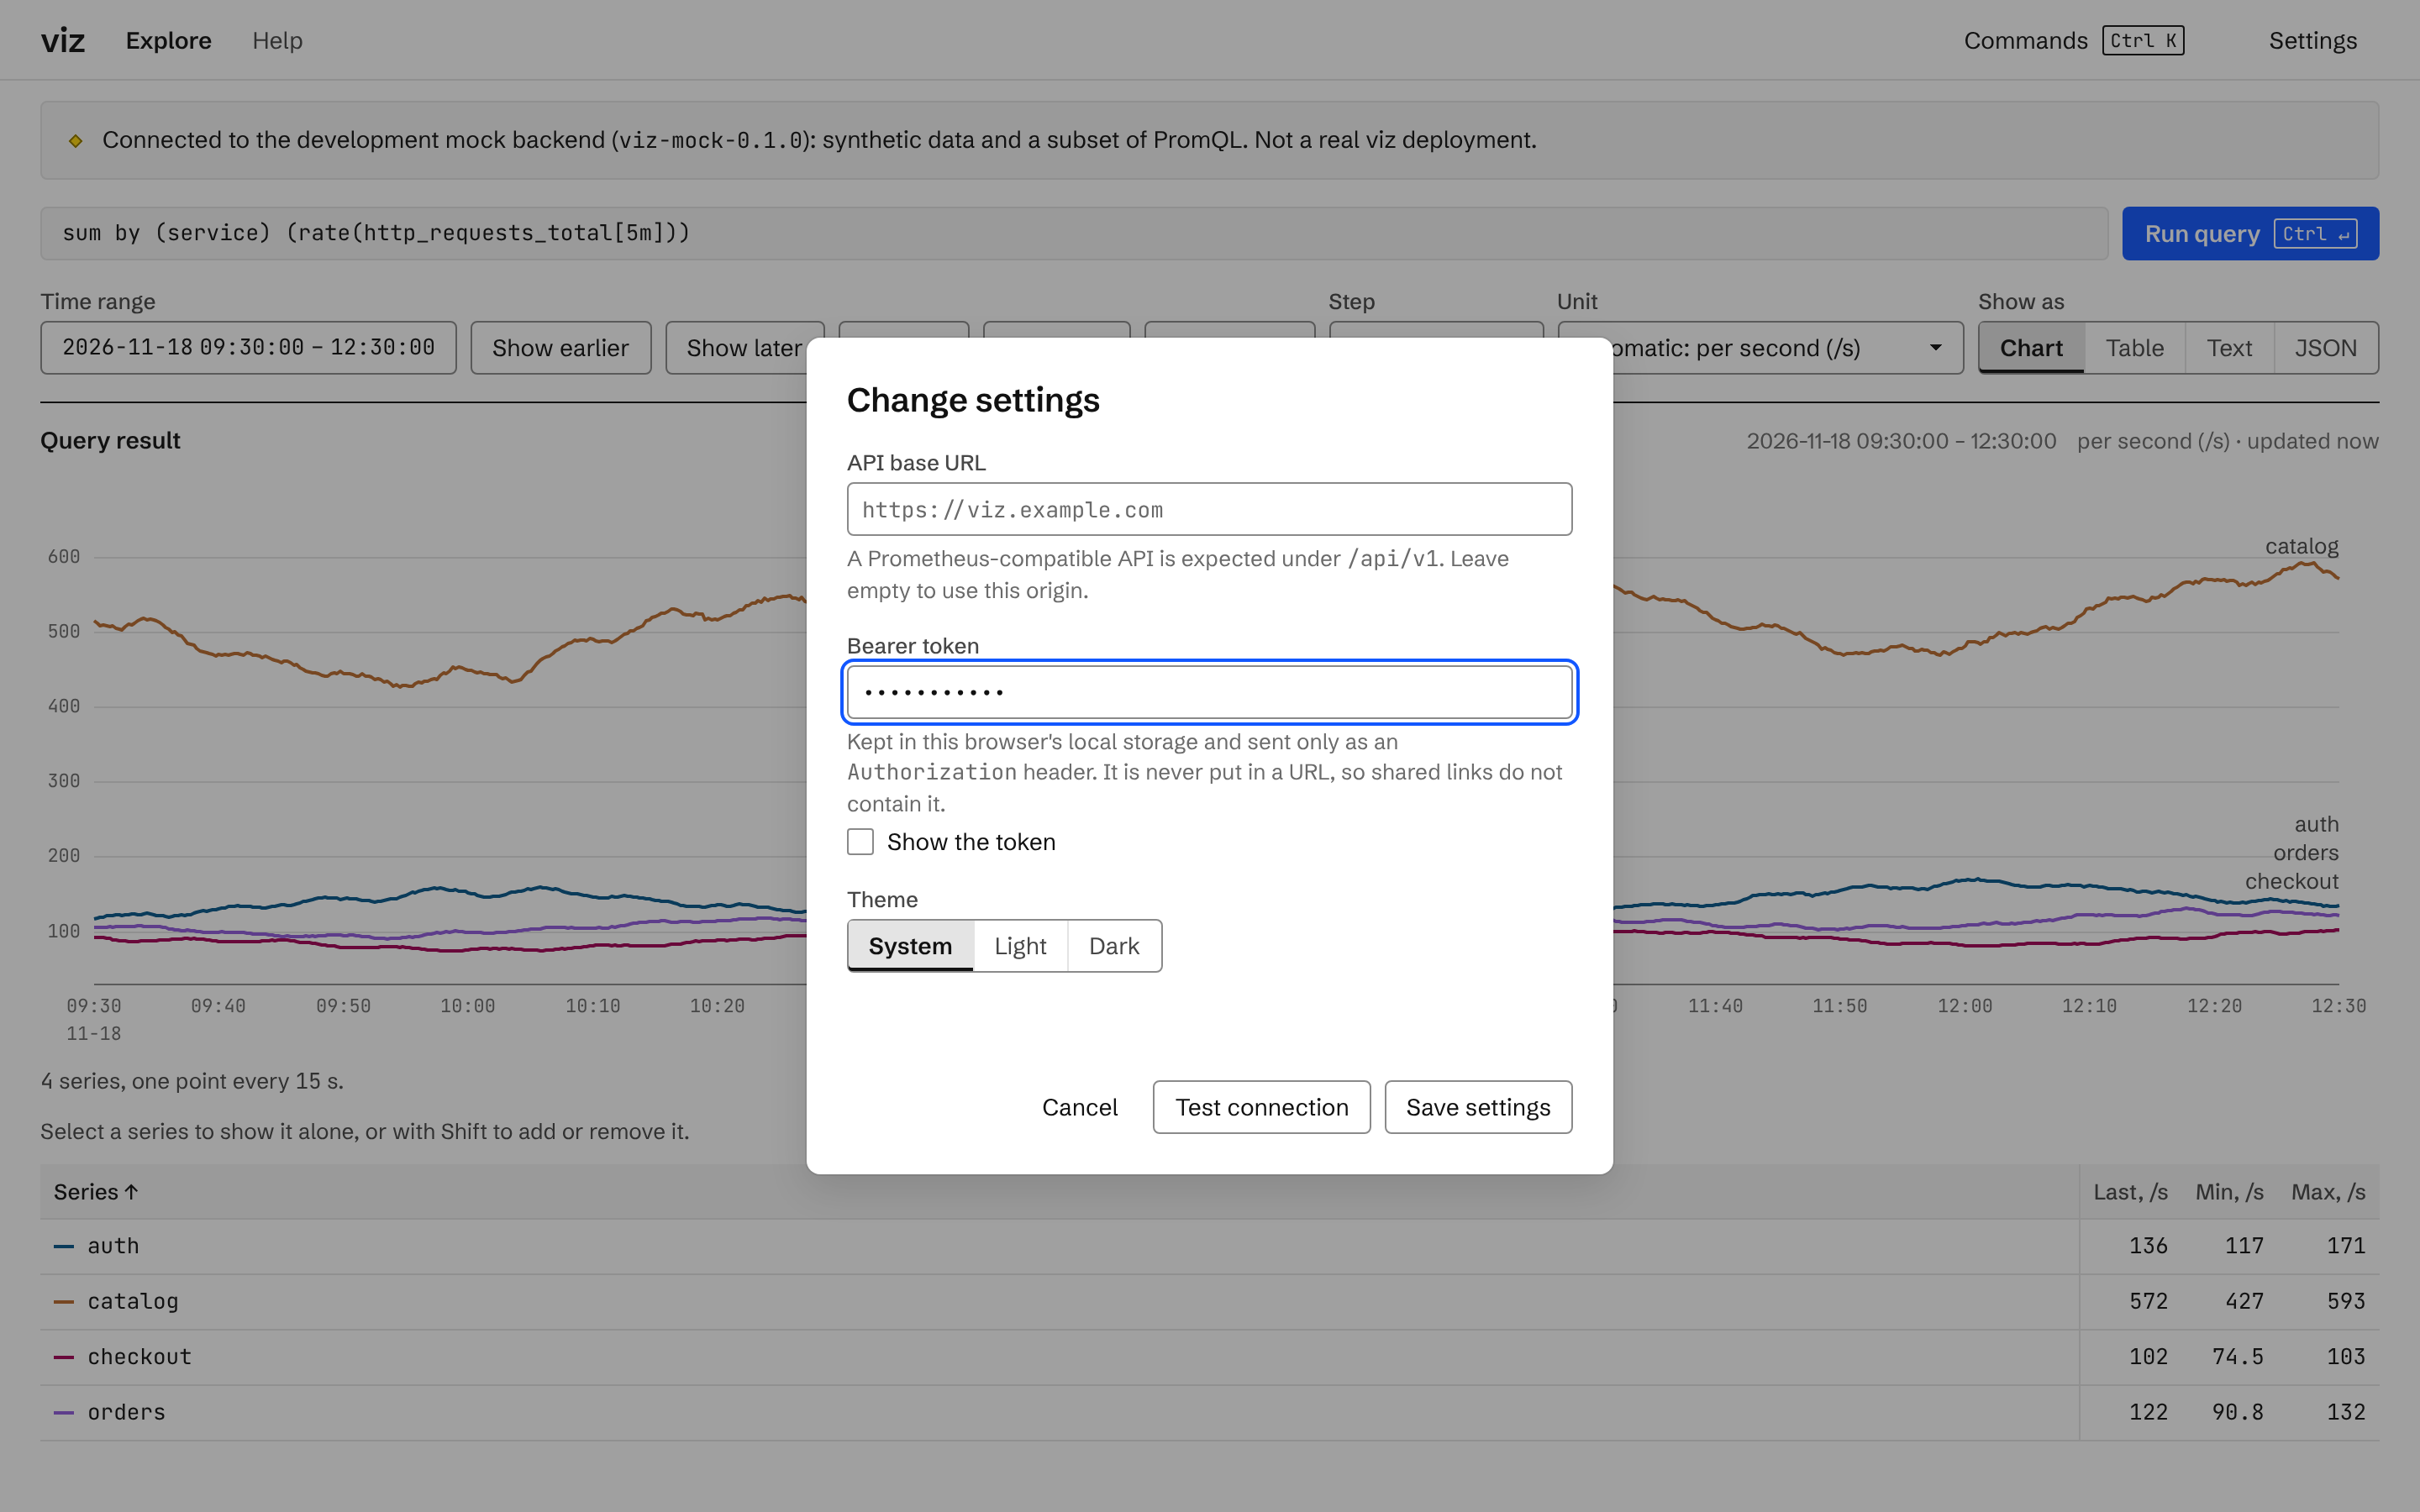 viz Explore Help Commands Ctrl K Settings
Connected to the development mock backend (viz-mock-0.1.0): synthetic data and a subset of PromQL. Not a real viz deployment.
sum by (service) (rate(http_requests_total[5m])) Run query Ctrl ↵
Time range Step Unit Show as
2026-11-18 09:30:00 – 12:30:00 Show earlier Show later omatic: per second (/s) Chart Table Text JSON
Query result 2026-11-18 09:30:00 – 12:30:00 per second (/s) · updated now
600
500
400
300
200
100
catalog
auth
orders
checkout
09:30 09:40 09:50 10:00 10:10 10:20 11:40 11:50 12:00 12:10 12:20 12:30
11-18
4 series, one point every 15 s.
Select a series to show it alone, or with Shift to add or remove it.
Series ↑ Last, /s Min, /s Max, /s
auth 136 117 171
catalog 572 427 593
checkout 102 74.5 103
orders 122 90.8 132
Change settings
API base URL
https://viz.example.com
A Prometheus-compatible API is expected under /api/v1. Leave
empty to use this origin.
Bearer token
•••••••••••
Kept in this browser's local storage and sent only as an
Authorization header. It is never put in a URL, so shared links do not
contain it.
Show the token
Theme
System Light Dark
Cancel Test connection Save settings